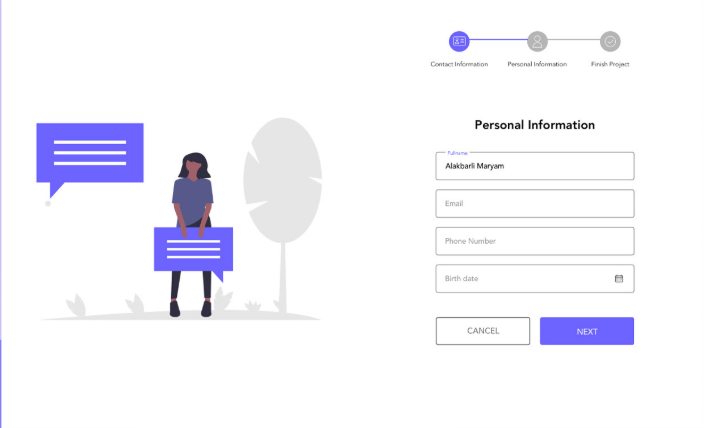 Contact Information
Personal Information
Finish Project
Personal Information
Fullname
Alakbarli Maryam
Email
Phone Number
Birth date
CANCEL
NEXT